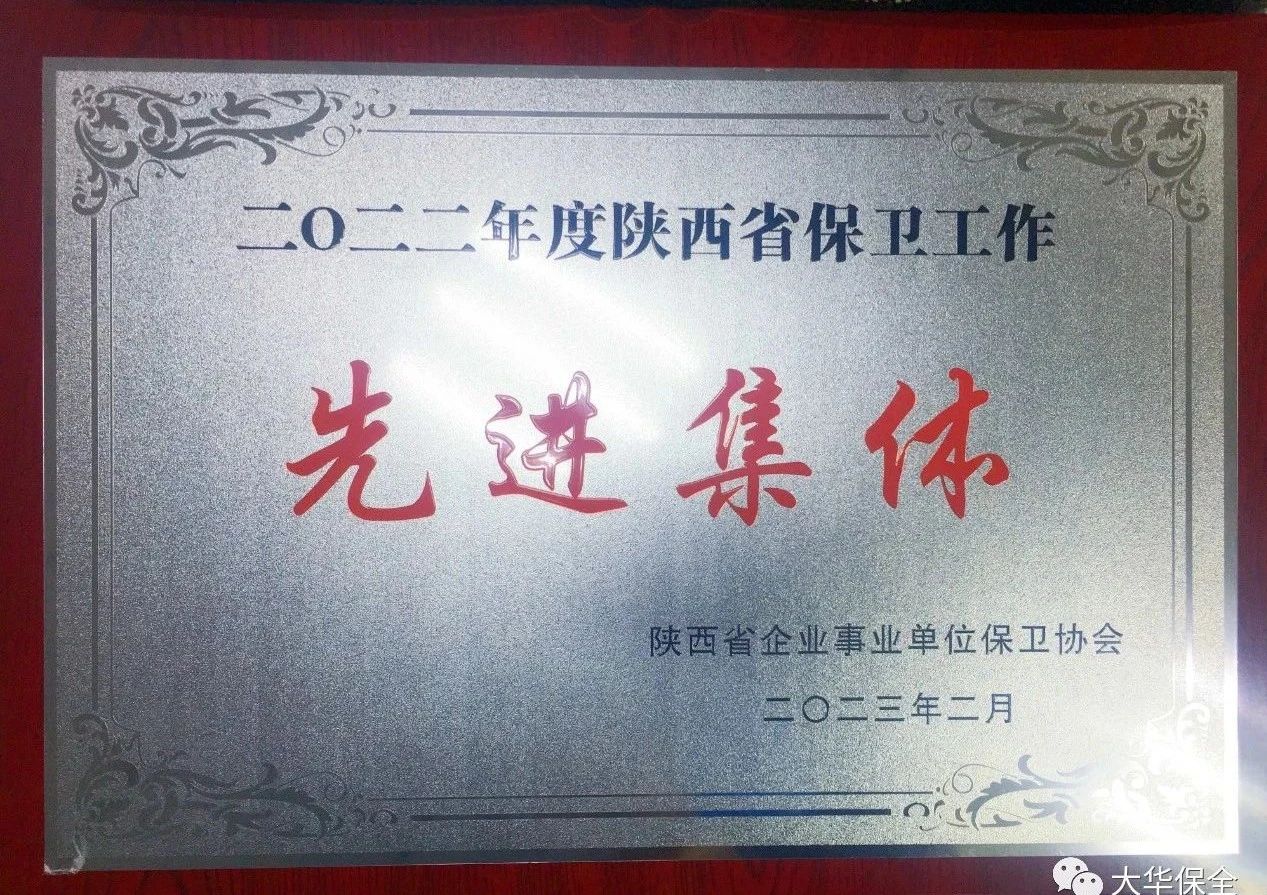 二O二二年度陕西省保卫工作
先进集体
陕西省企业事业单位保卫协会
二〇二三年二月
大华保全